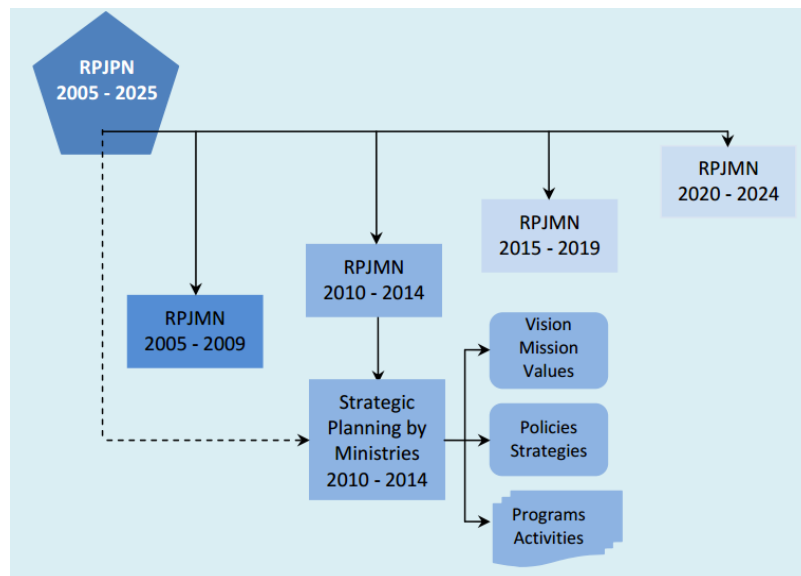 RPJPN
2005 - 2025
RPJMN
2020 - 2024
RPJMN
2015 - 2019
RPJMN
2010 - 2014
RPJMN
2005 - 2009
Vision
Mission
Values
Strategic
Planning by
Ministries
2010 - 2014
Policies
Strategies
Programs
Activities